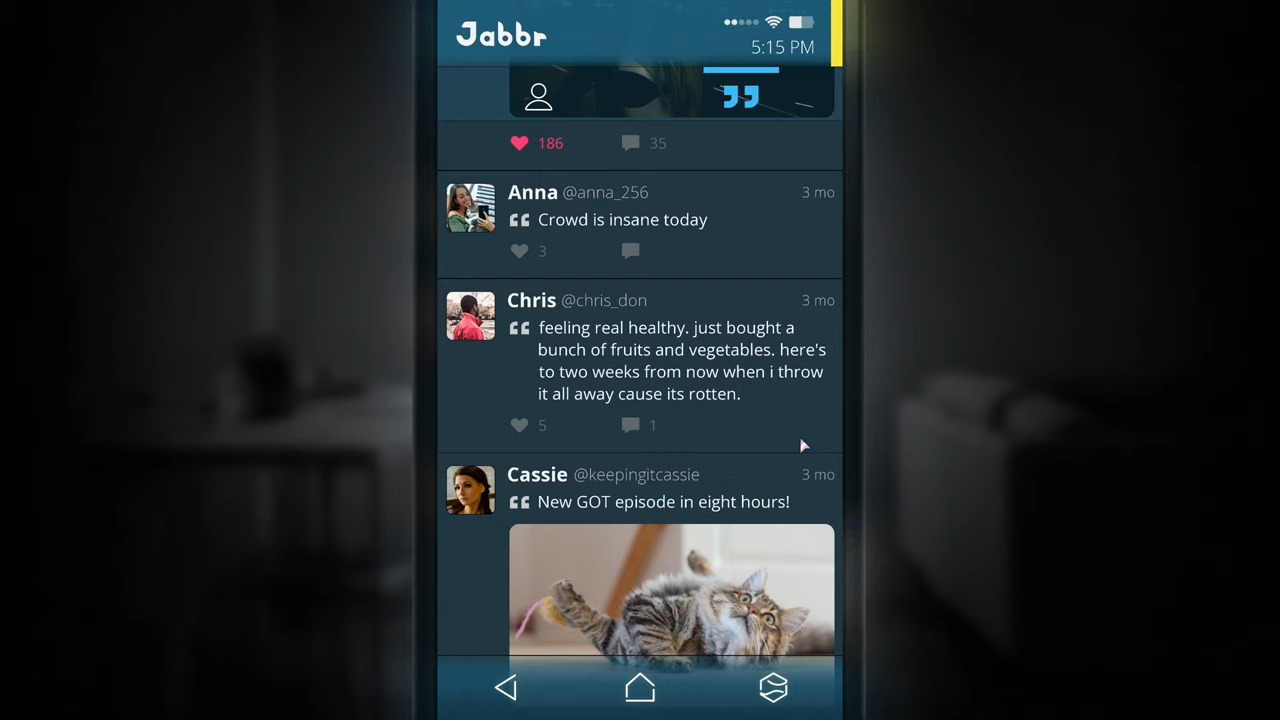 Jabbr
5:15 PM
186 35
Anna @anna_256 3 mo
Crowd is insane today
3
Chris @chris_don 3 mo
feeling real healthy. just bought a
bunch of fruits and vegetables. here's
to two weeks from now when i throw
it all away cause its rotten.
5 1
Cassie @keepingitcassie 3 mo
New GOT episode in eight hours!